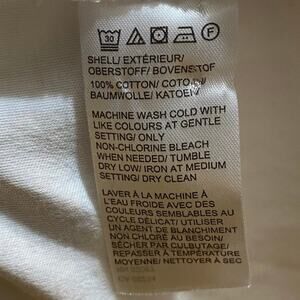 30 F
SHELL/ EXTÉRIEUR/
OBERSTOFF/ BOVENSTOF
100% COTTON/ COTON/
BAUMWOLLE/ KATOEN
MACHINE WASH COLD WITH
LIKE COLOURS AT GENTLE
SETTING/ ONLY
NON-CHLORINE BLEACH
WHEN NEEDED/ TUMBLE
DRY LOW/ IRON AT MEDIUM
SETTING/ DRY CLEAN
LAVER À LA MACHINE À
L'EAU FROIDE AVEC DES
COULEURS SEMBLABLES AU
CYCLE DÉLICAT/ UTILISER
UN AGENT DE BLANCHIMENT
NON CHLORÉ AU BESOIN/
SÉCHER PAR CULBUTAGE/
REPASSER À TEMPÉRATURE
MOYENNE/ NETTOYER À SEC